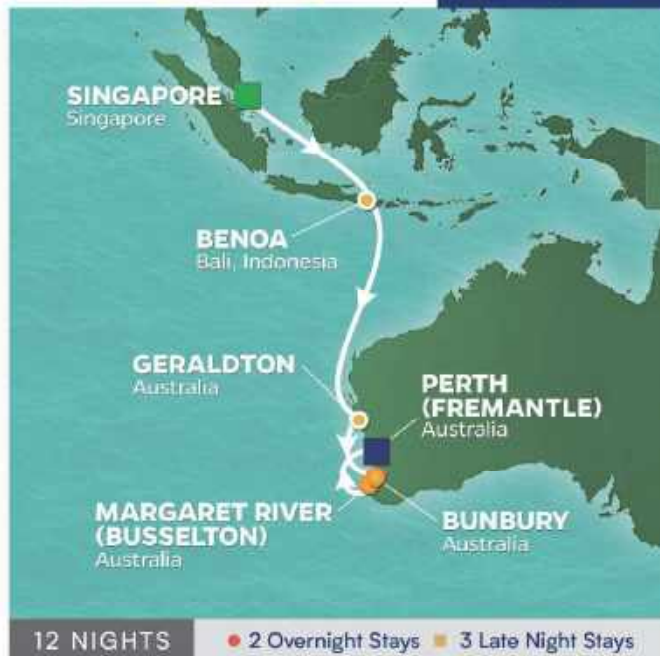 SINGAPORE
Singapore
BENOA
Bali, Indonesia
GERALDTON
Australia
PERTH
(FREMANTLE)
Australia
MARGARET RIVER
(BUSSELTON)
Australia
BUNBURY
Australia
12 NIGHTS
2 Overnight Stays
3 Late Night Stays